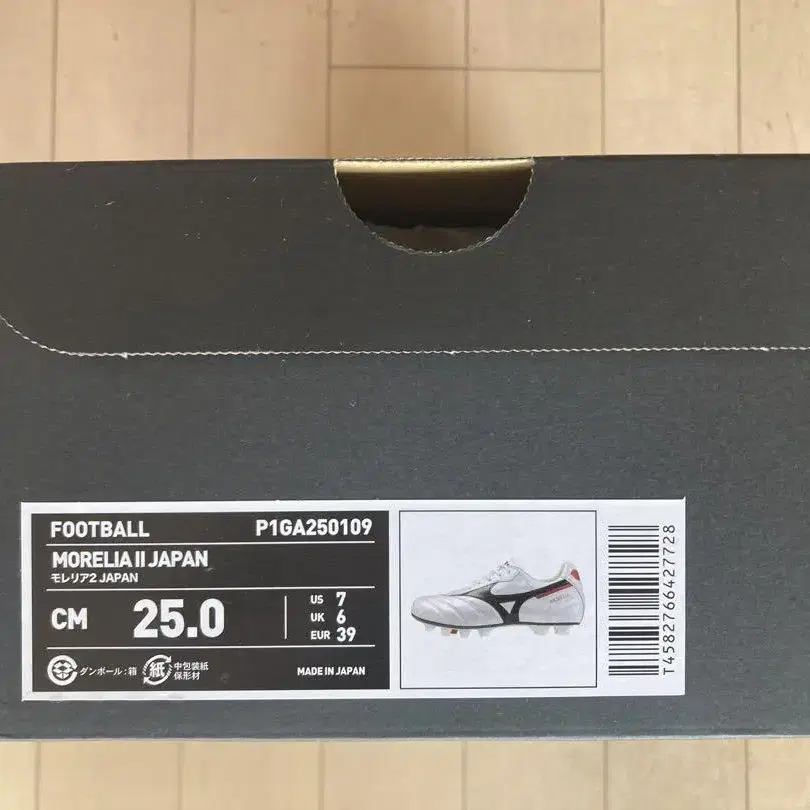 FOOTBALL P1GA250109
MORELIA II JAPAN
モレリア2 JAPAN
CM 25.0
US 7
UK 6
EUR 39
ダンボール:箱
紙 中包装紙
保形材
MADE IN JAPAN
T4582766427728